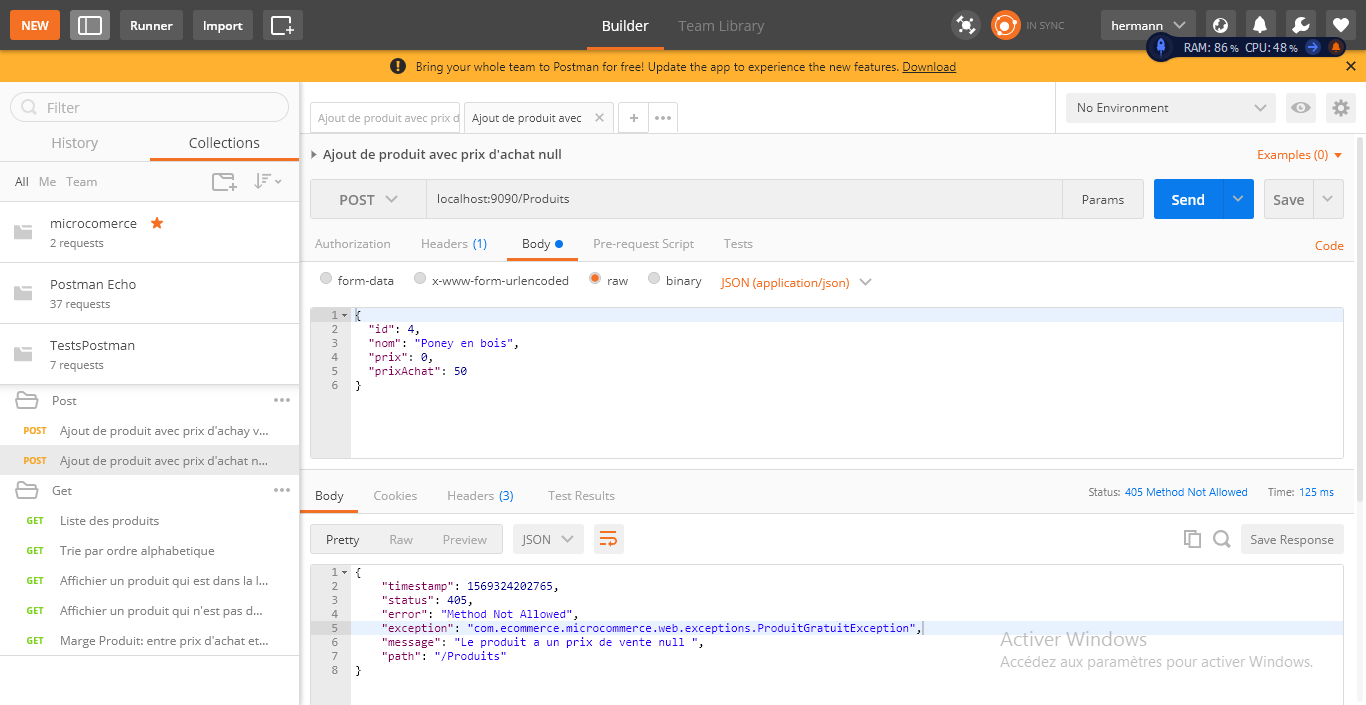 NEW Runner Import Builder Team Library IN SYNC hermann
RAM: 86 % CPU: 48 %
Bring your whole team to Postman for free! Update the app to experience the new features. Download
Filter
History Collections
All Me Team
microcomerce
2 requests
Postman Echo
37 requests
TestsPostman
7 requests
Post
POST Ajout de produit avec prix d'achay v...
POST Ajout de produit avec prix d'achat n...
Get
GET Liste des produits
GET Trie par ordre alphabetique
GET Affichier un produit qui est dans la l...
GET Affichier un produit qui n'est pas d...
GET Marge Produit: entre prix d'achat et...
Ajout de produit avec prix d Ajout de produit avec No Environment
Ajout de produit avec prix d'achat null Examples (0)
POST localhost:9090/Produits Params Send Save
Authorization Headers (1) Body Pre-request Script Tests Code
form-data x-www-form-urlencoded raw binary JSON (application/json)
1 {
2 "id": 4,
3 "nom": "Poney en bois",
4 "prix": 0,
5 "prixAchat": 50
6 }
Body Cookies Headers (3) Test Results Status: 405 Method Not Allowed Time: 125 ms
Pretty Raw Preview JSON Save Response
1 {
2 "timestamp": 1569324202765,
3 "status": 405,
4 "error": "Method Not Allowed",
5 "exception": "com.ecommerce.microcommerce.web.exceptions.ProduitGratuitException",
6 "message": "Le produit a un prix de vente null ",
7 "path": "/Produits"
8 }
Activer Windows
Accédez aux paramètres pour activer Windows.